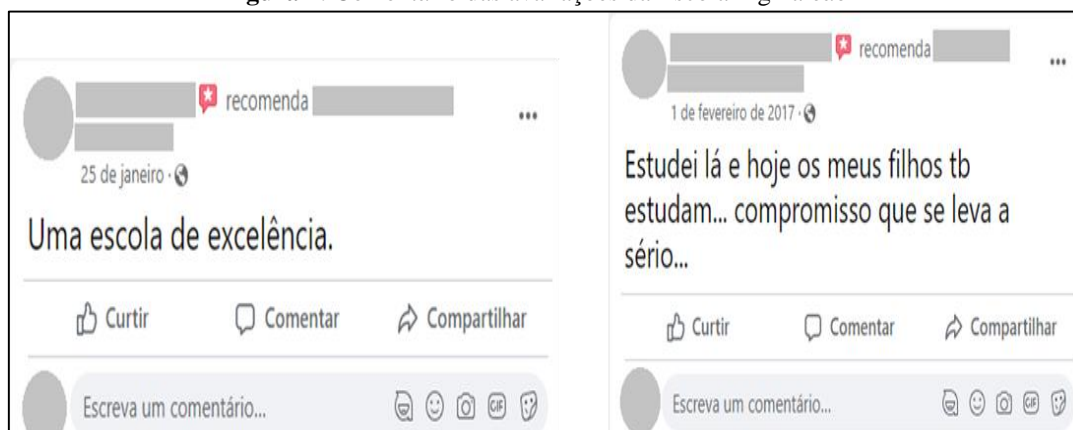 recomenda
25 de janeiro
Uma escola de excelência.
Curtir Comentar Compartilhar
Escreva um comentário... GIF
recomenda
1 de fevereiro de 2017
Estudei lá e hoje os meus filhos tb
estudam... compromisso que se leva a
sério...
Curtir Comentar Compartilhar
Escreva um comentário... GIF